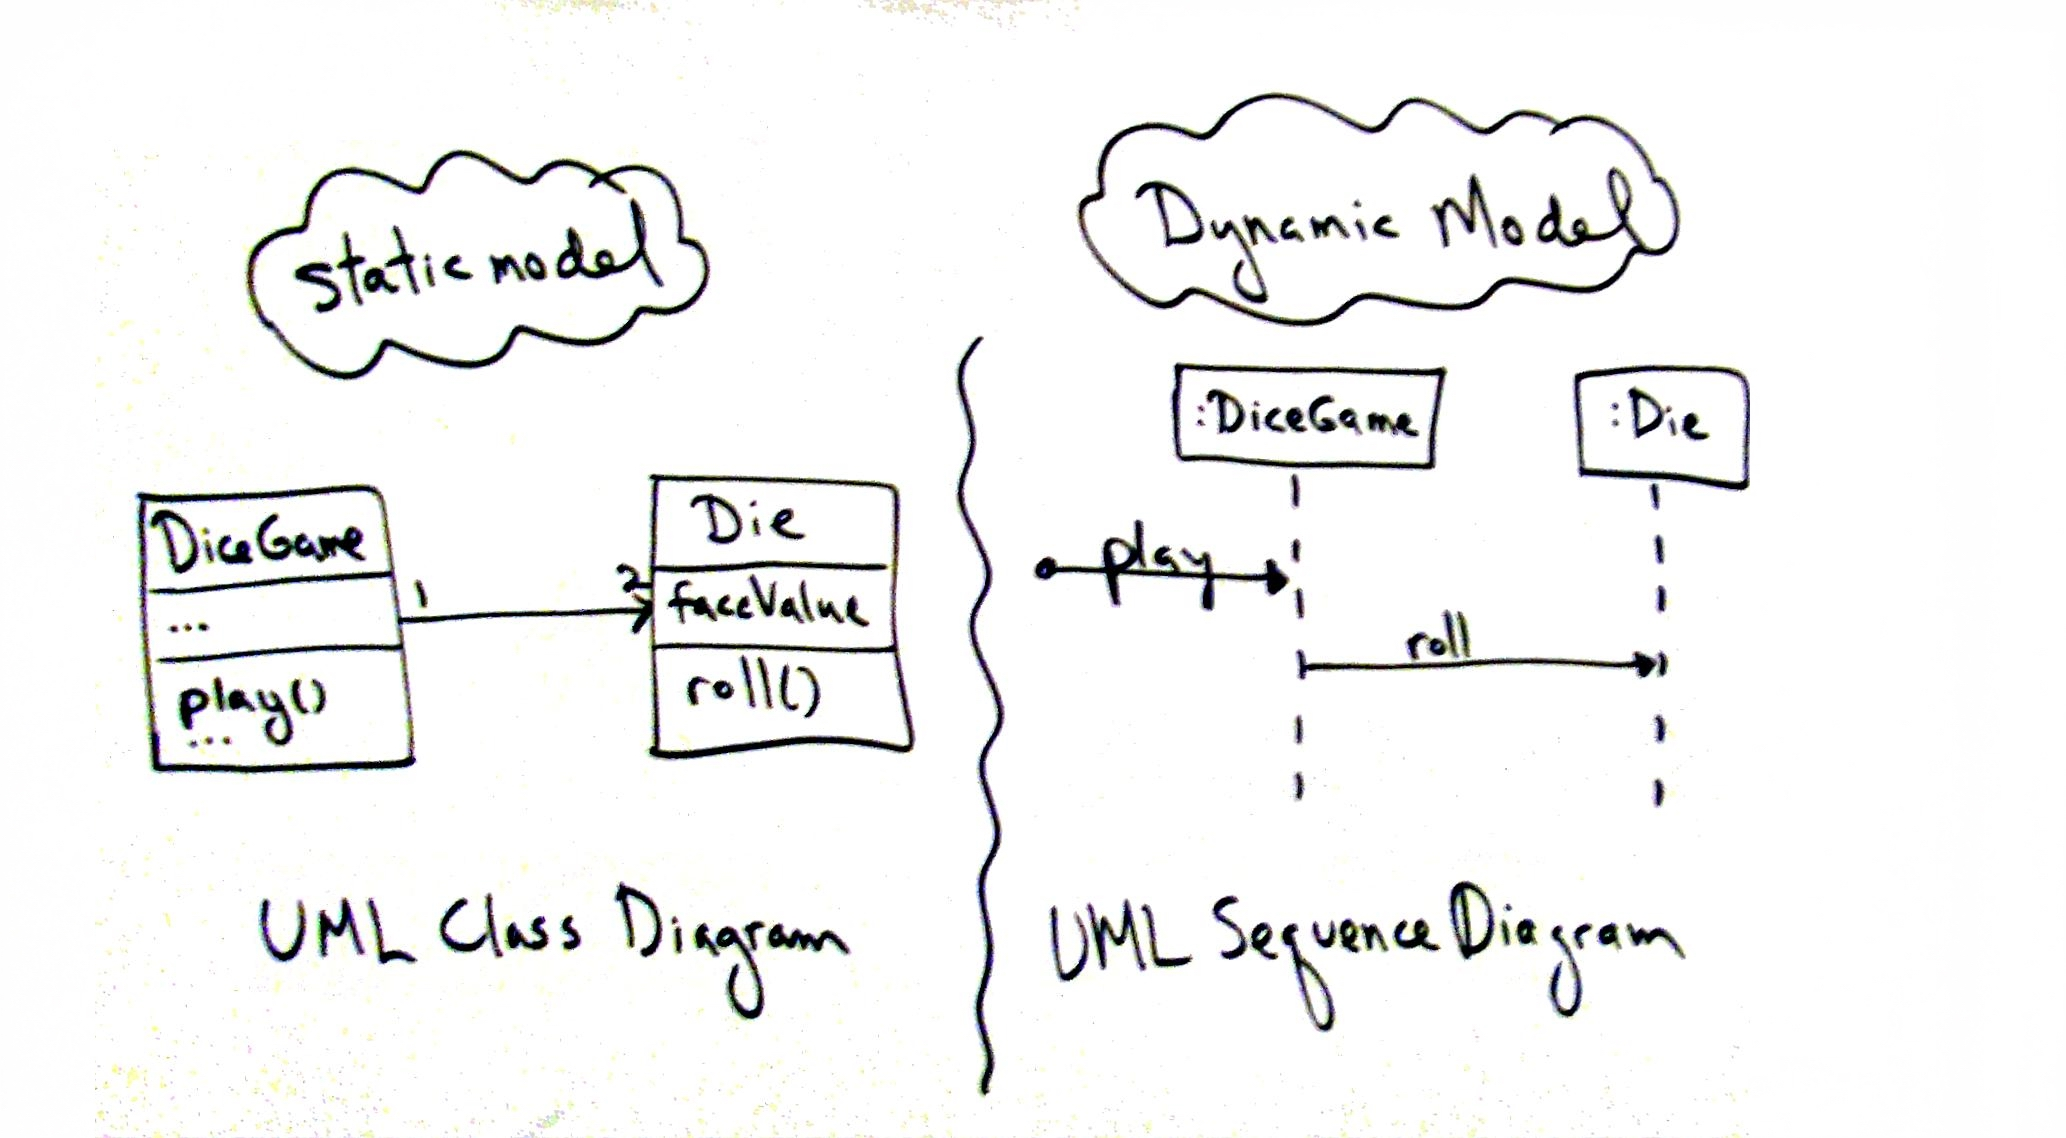 static model
DiceGame
...
play()
...
1
2
Die
faceValue
roll()
UML Class Diagram
Dynamic Model
:DiceGame
:Die
play
roll
UML Sequence Diagram